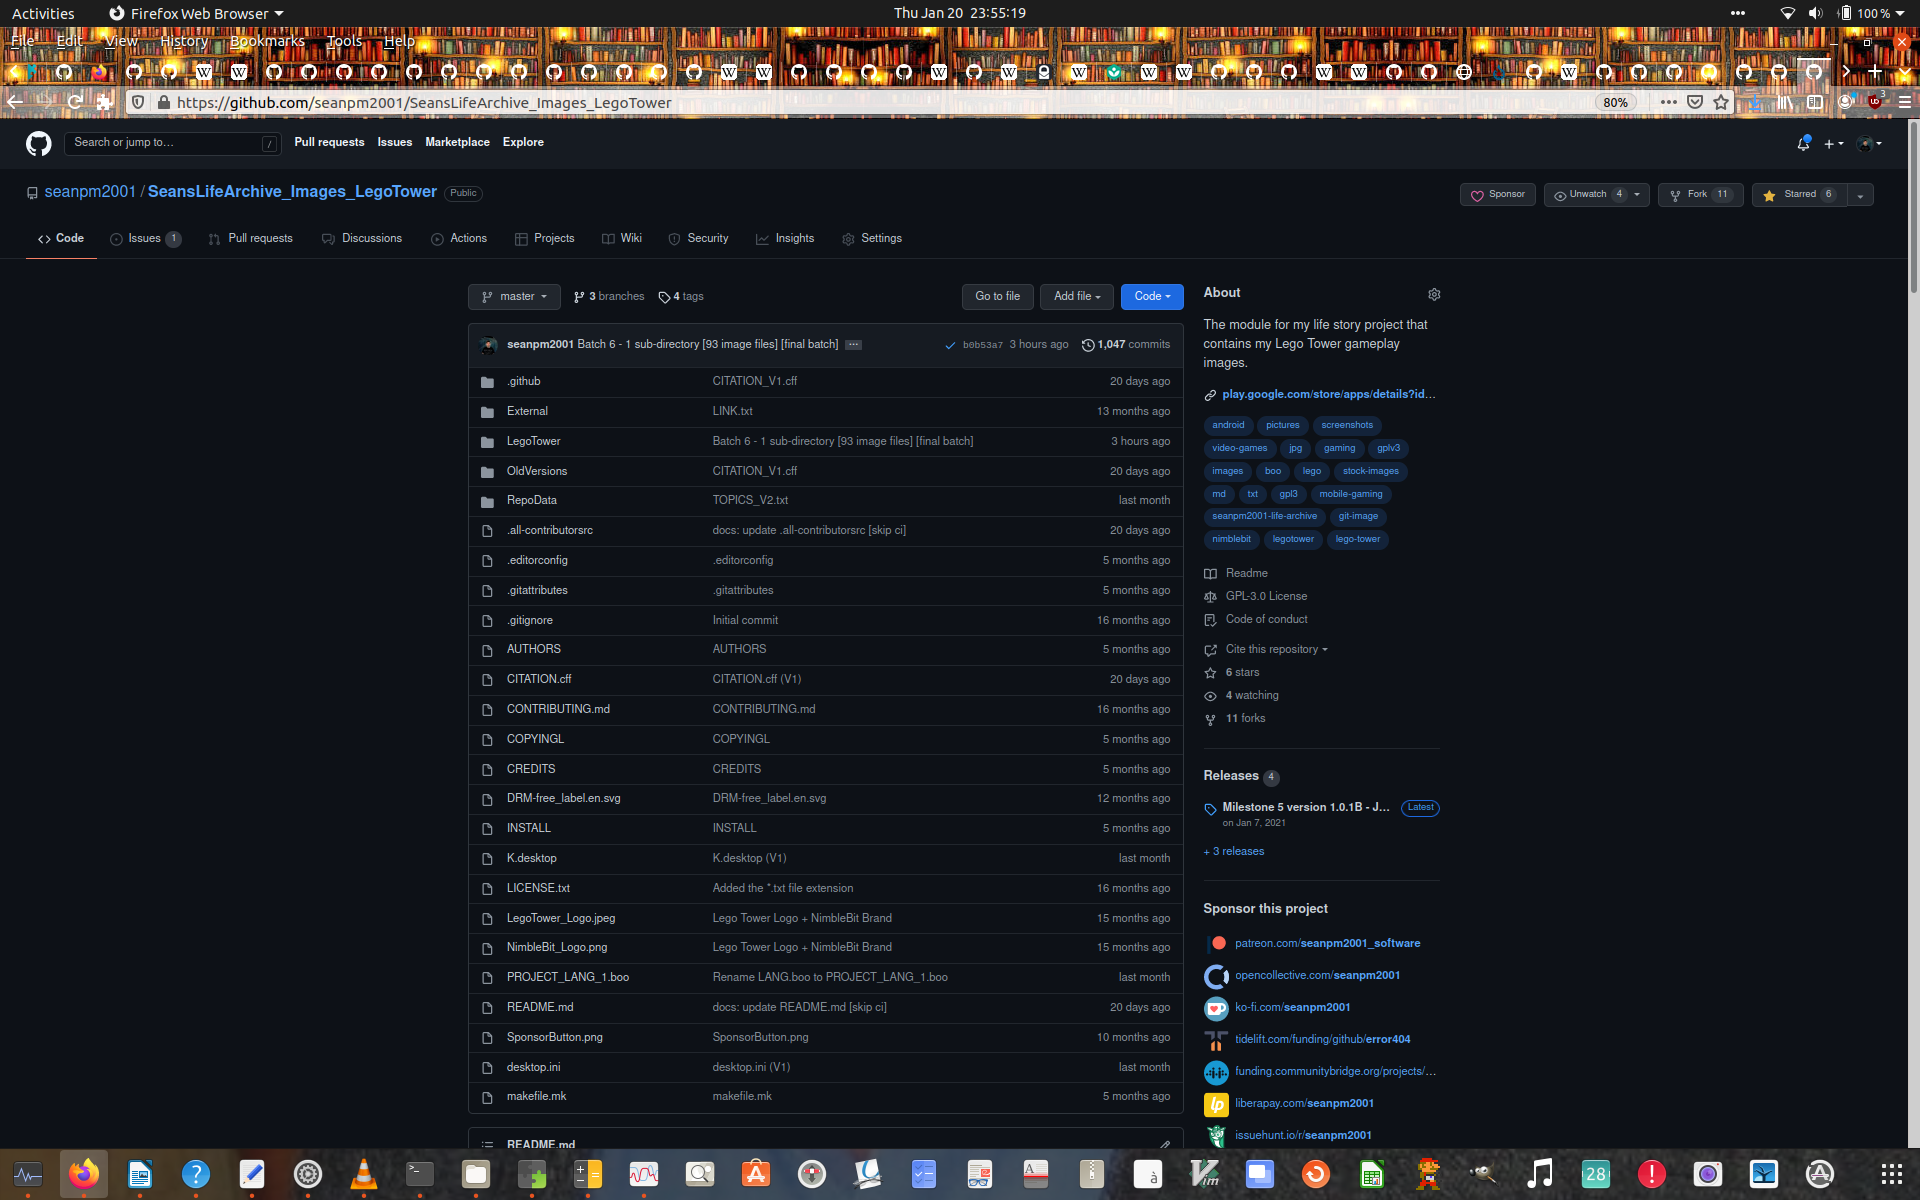 Activities
Firefox Web Browser
Thu Jan 20 23:55:19
100 %
File Edit View History Bookmarks Tools Help
https://github.com/seanpm2001/SeansLifeArchive_Images_LegoTower
80%
3
Search or jump to…
/
Pull requests Issues Marketplace Explore
seanpm2001 / SeansLifeArchive_Images_LegoTower Public
Sponsor
Unwatch 4
Fork 11
Starred 6
Code
Issues 1
Pull requests
Discussions
Actions
Projects
Wiki
Security
Insights
Settings
master
3 branches
4 tags
Go to file
Add file
Code
seanpm2001 Batch 6 - 1 sub-directory [93 image files] [final batch] ...
b0b53a7 3 hours ago
1,047 commits
.github CITATION_V1.cff 20 days ago
External LINK.txt 13 months ago
LegoTower Batch 6 - 1 sub-directory [93 image files] [final batch] 3 hours ago
OldVersions CITATION_V1.cff 20 days ago
RepoData TOPICS_V2.txt last month
.all-contributorsrc docs: update .all-contributorsrc [skip ci] 20 days ago
.editorconfig .editorconfig 5 months ago
.gitattributes .gitattributes 5 months ago
.gitignore Initial commit 16 months ago
AUTHORS AUTHORS 5 months ago
CITATION.cff CITATION.cff (V1) 20 days ago
CONTRIBUTING.md CONTRIBUTING.md 16 months ago
COPYINGL COPYINGL 5 months ago
CREDITS CREDITS 5 months ago
DRM-free_label.en.svg DRM-free_label.en.svg 12 months ago
INSTALL INSTALL 5 months ago
K.desktop K.desktop (V1) last month
LICENSE.txt Added the *.txt file extension 16 months ago
LegoTower_Logo.jpeg Lego Tower Logo + NimbleBit Brand 15 months ago
NimbleBit_Logo.png Lego Tower Logo + NimbleBit Brand 15 months ago
PROJECT_LANG_1.boo Rename LANG.boo to PROJECT_LANG_1.boo last month
README.md docs: update README.md [skip ci] 20 days ago
SponsorButton.png SponsorButton.png 10 months ago
desktop.ini desktop.ini (V1) last month
makefile.mk makefile.mk 5 months ago
README.md
About
The module for my life story project that
contains my Lego Tower gameplay
images.
play.google.com/store/apps/details?id…
android pictures screenshots
video-games jpg gaming gplv3
images boo lego stock-images
md txt gpl3 mobile-gaming
seanpm2001-life-archive git-image
nimblebit legotower lego-tower
Readme
GPL-3.0 License
Code of conduct
Cite this repository
6 stars
4 watching
11 forks
Releases 4
Milestone 5 version 1.0.1B - J… Latest
on Jan 7, 2021
+ 3 releases
Sponsor this project
patreon.com/seanpm2001_software
opencollective.com/seanpm2001
ko-fi.com/seanpm2001
tidelift.com/funding/github/error404
funding.communitybridge.org/projects/…
liberapay.com/seanpm2001
issuehunt.io/r/seanpm2001
28